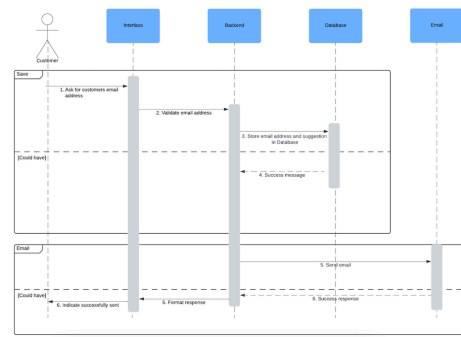 Interface
Backend
Database
Email
Customer
Save
1. Ask for customers email
address
2. Validate email address
3. Store email address and suggestion
in Database
[Could have]
4. Success message
Email
5. Send email
[Could have]
6. Success response
5. Format response
6. Indicate successfully sent